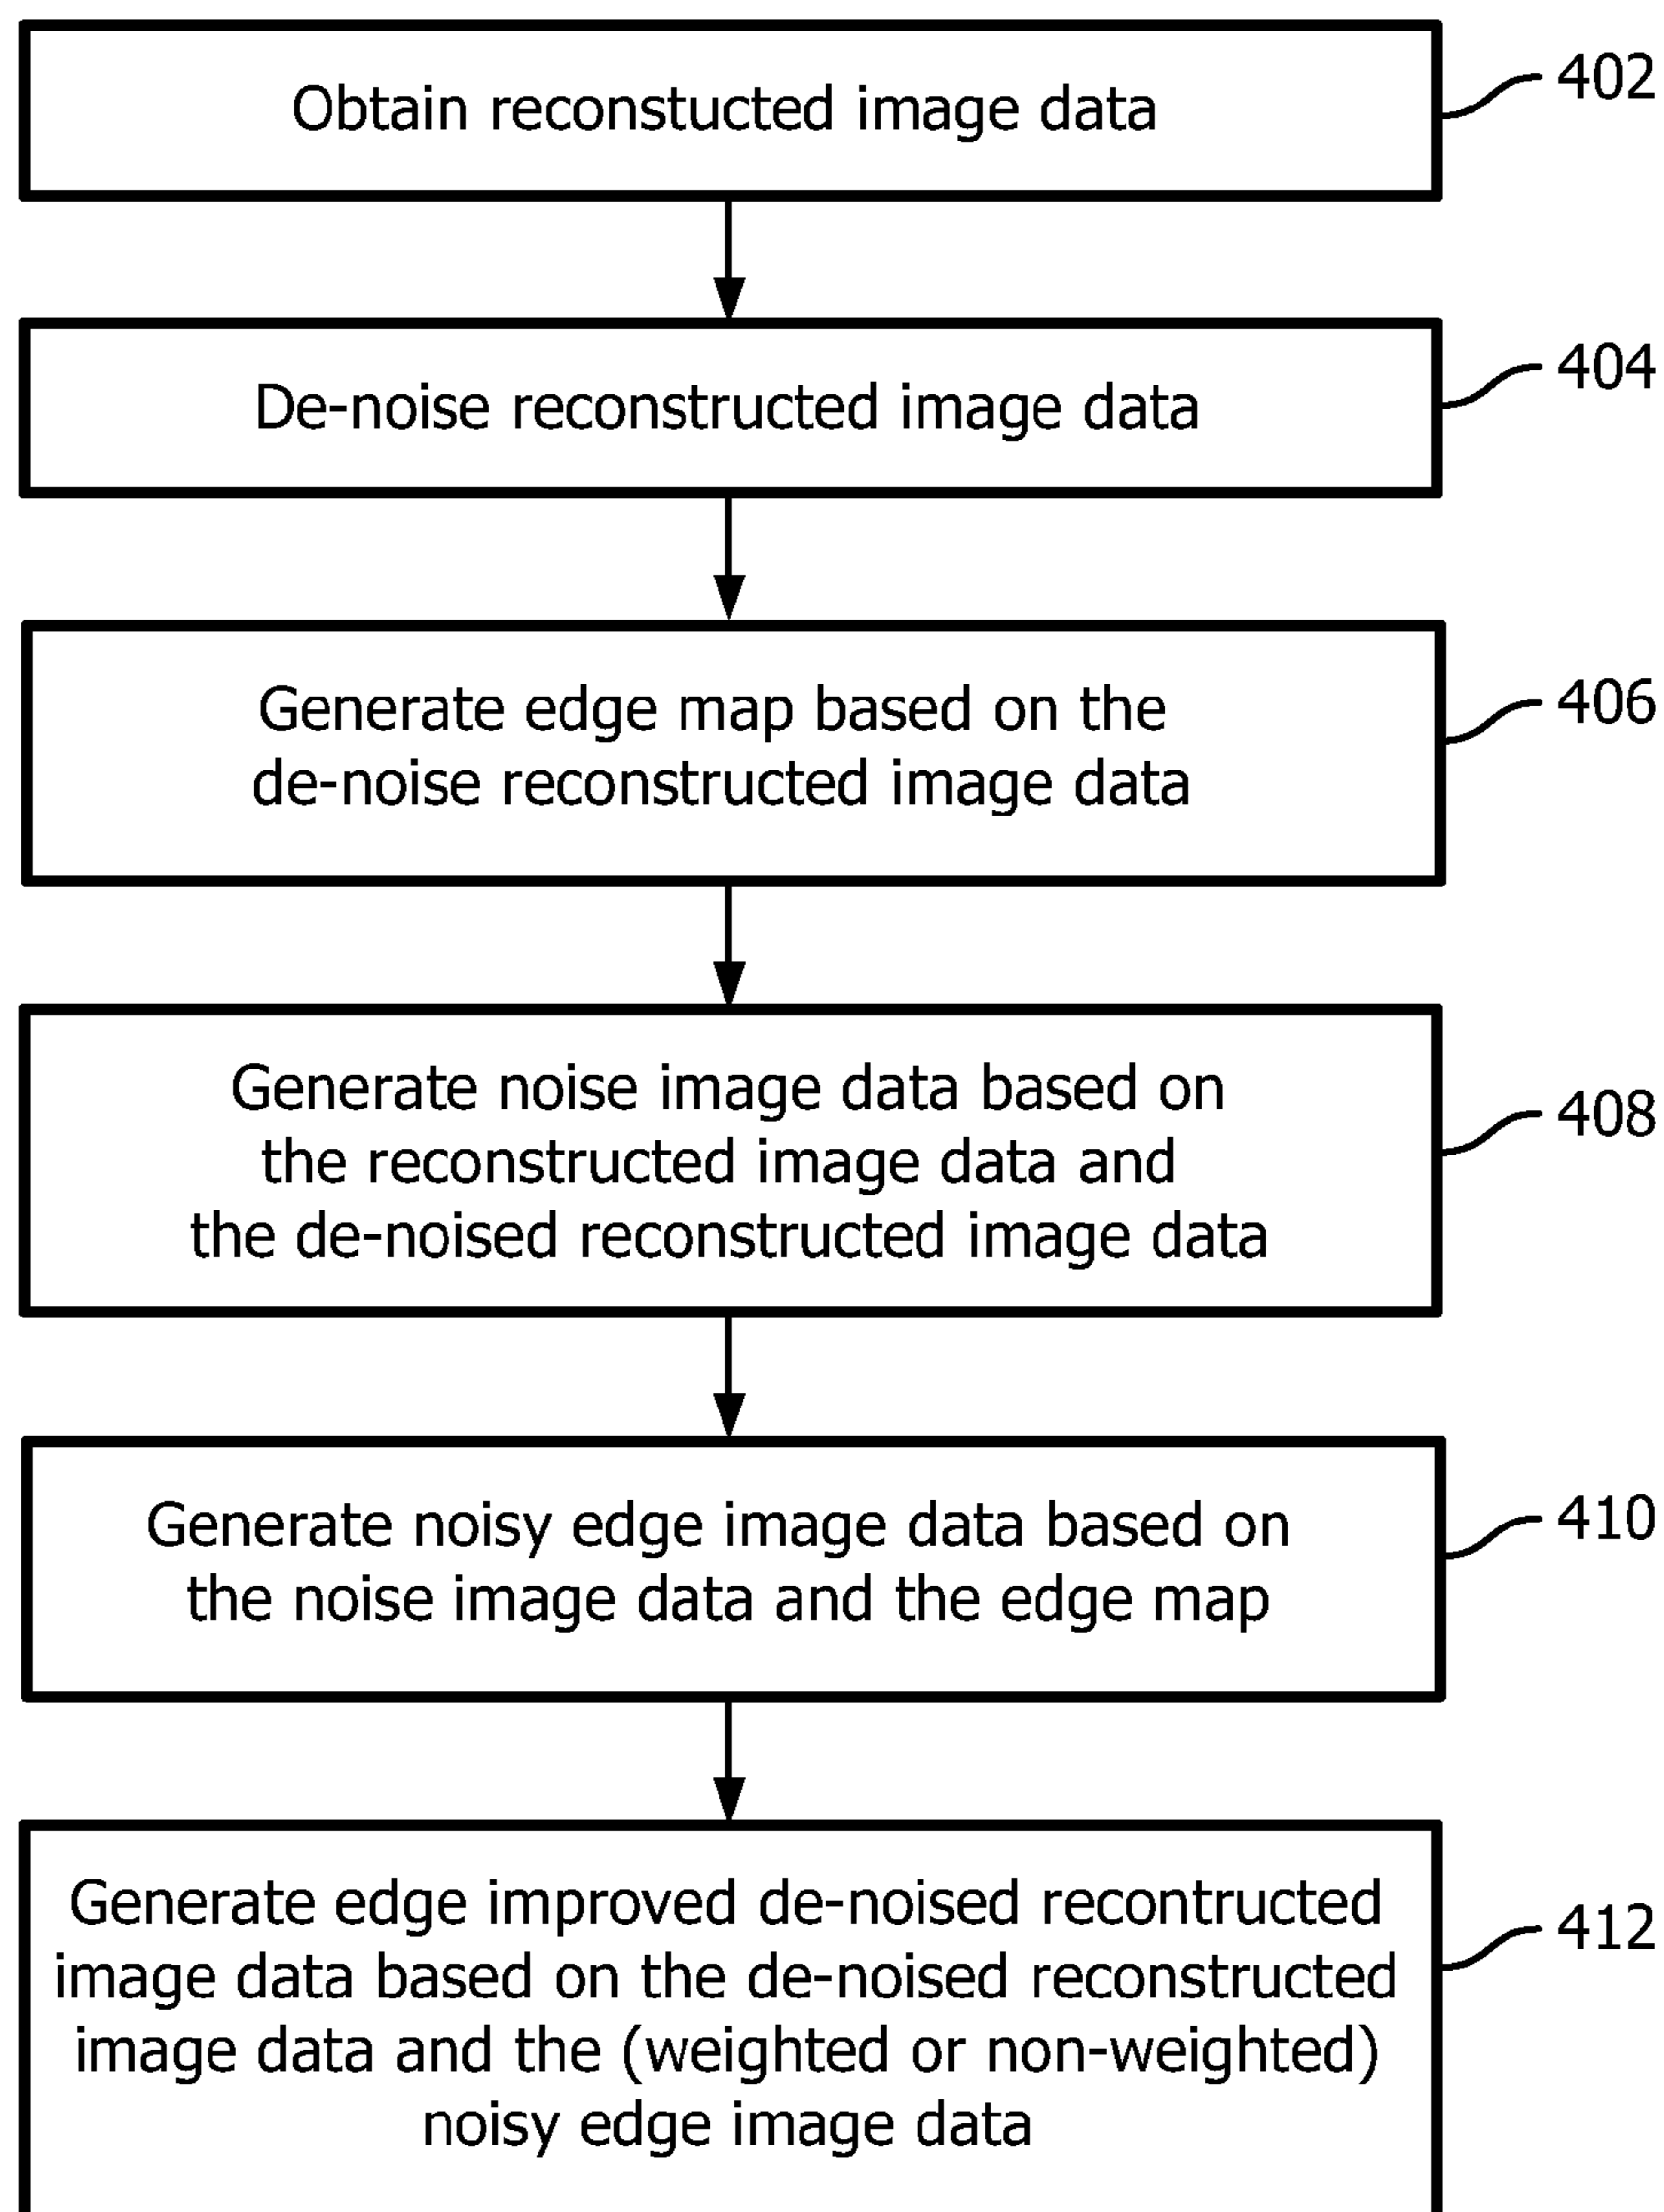 Obtain reconstucted image data
402
De-noise reconstructed image data
404
Generate edge map based on the
de-noise reconstructed image data
406
Generate noise image data based on
the reconstructed image data and
the de-noised reconstructed image data
408
Generate noisy edge image data based on
the noise image data and the edge map
410
Generate edge improved de-noised recontructed
image data based on the de-noised reconstructed
image data and the (weighted or non-weighted)
noisy edge image data
412